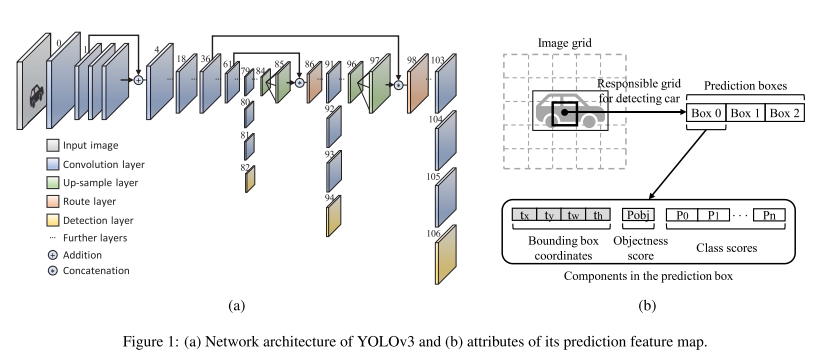 0
1
4
18
36
61
79
84
85
86
91
96
97
98
103
80
81
82
92
93
94
104
105
106
Input image
Convolution layer
Up-sample layer
Route layer
Detection layer
Further layers
Addition
Concatenation
(a)
Image grid
Responsible grid
for detecting car
Prediction boxes
Box 0 Box 1 Box 2
tx ty tw th Pobj P0 P1 ··· Pn
Bounding box
coordinates
Objectness
score
Class scores
Components in the prediction box
(b)
Figure 1: (a) Network architecture of YOLOv3 and (b) attributes of its prediction feature map.